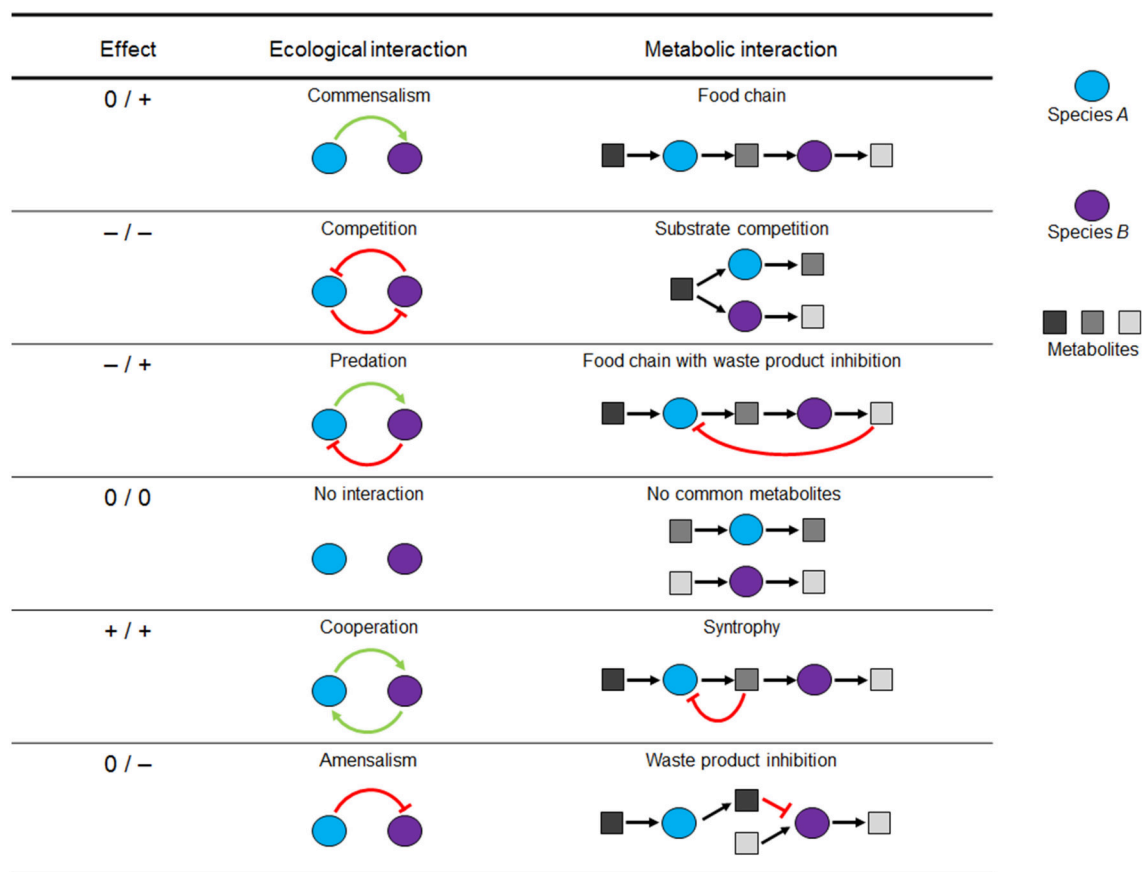 Effect Ecological interaction Metabolic interaction
0 / + Commensalism Food chain
Species A
– / – Competition Substrate competition
Species B
Metabolites
– / + Predation Food chain with waste product inhibition
0 / 0 No interaction No common metabolites
+ / + Cooperation Syntrophy
0 / – Amensalism Waste product inhibition